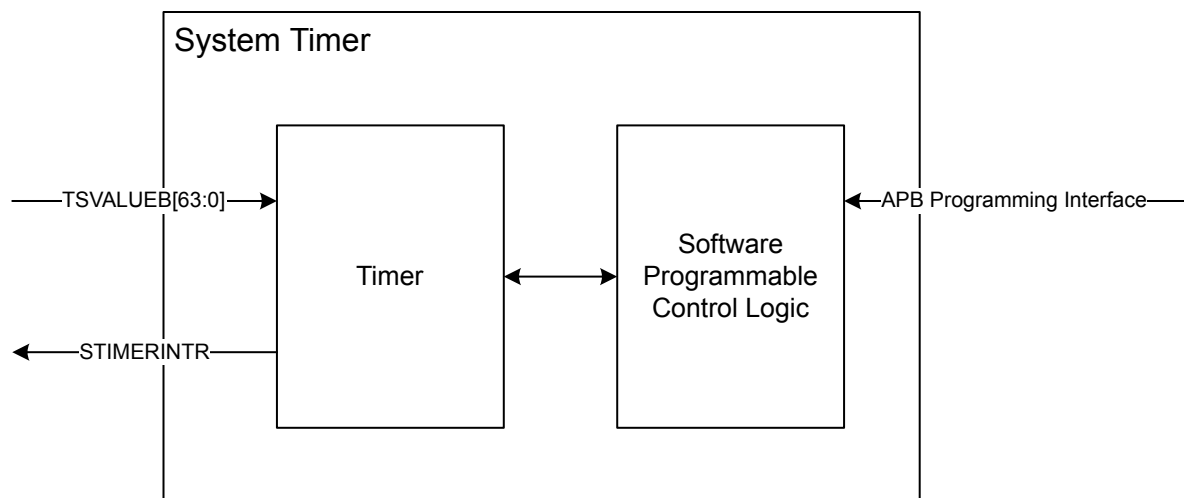 System Timer
TSVALUEB[63:0]
APB Programming Interface
Timer
Software
Programmable
Control Logic
STIMERINTR